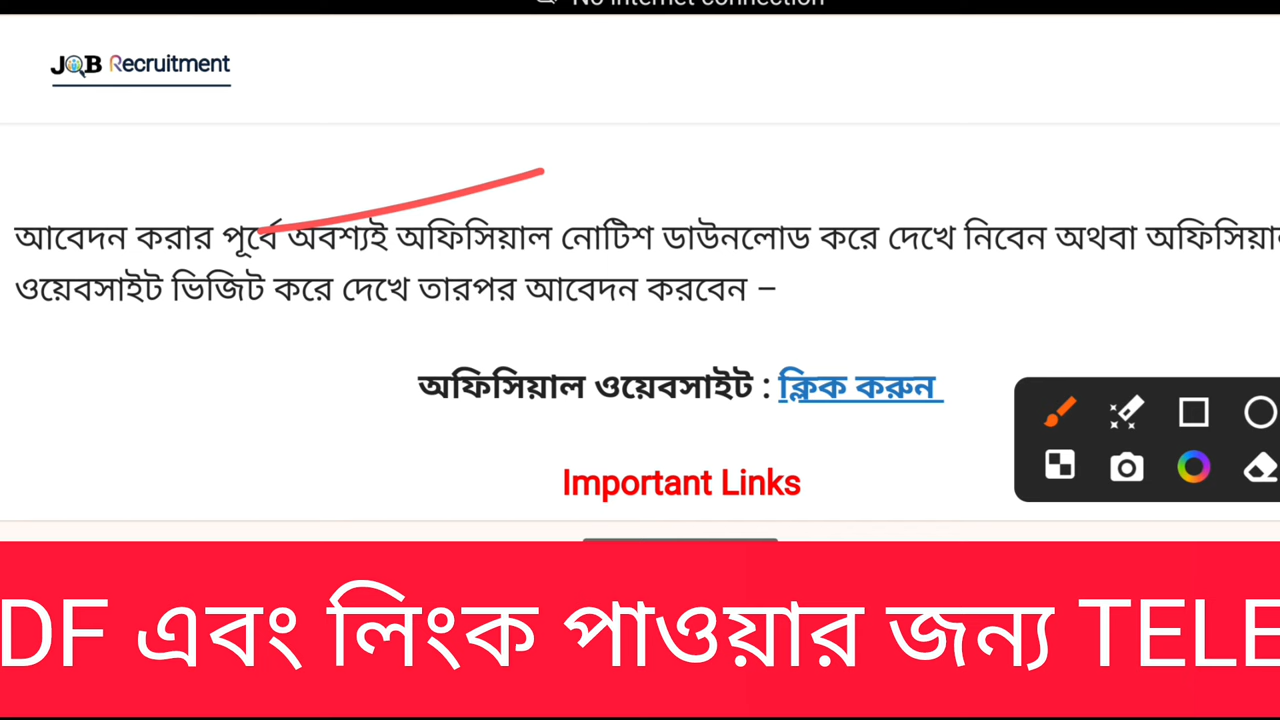 No internet connection
JOB Recruitment
আবেদন করার পূর্বে অবশ্যই অফিসিয়াল নোটিশ ডাউনলোড করে দেখে নিবেন অথবা অফিসিয়াল
ওয়েবসাইট ভিজিট করে দেখে তারপর আবেদন করবেন –
অফিসিয়াল ওয়েবসাইট : ক্লিক করুন
Important Links
DF এবং লিংক পাওয়ার জন্য TELE